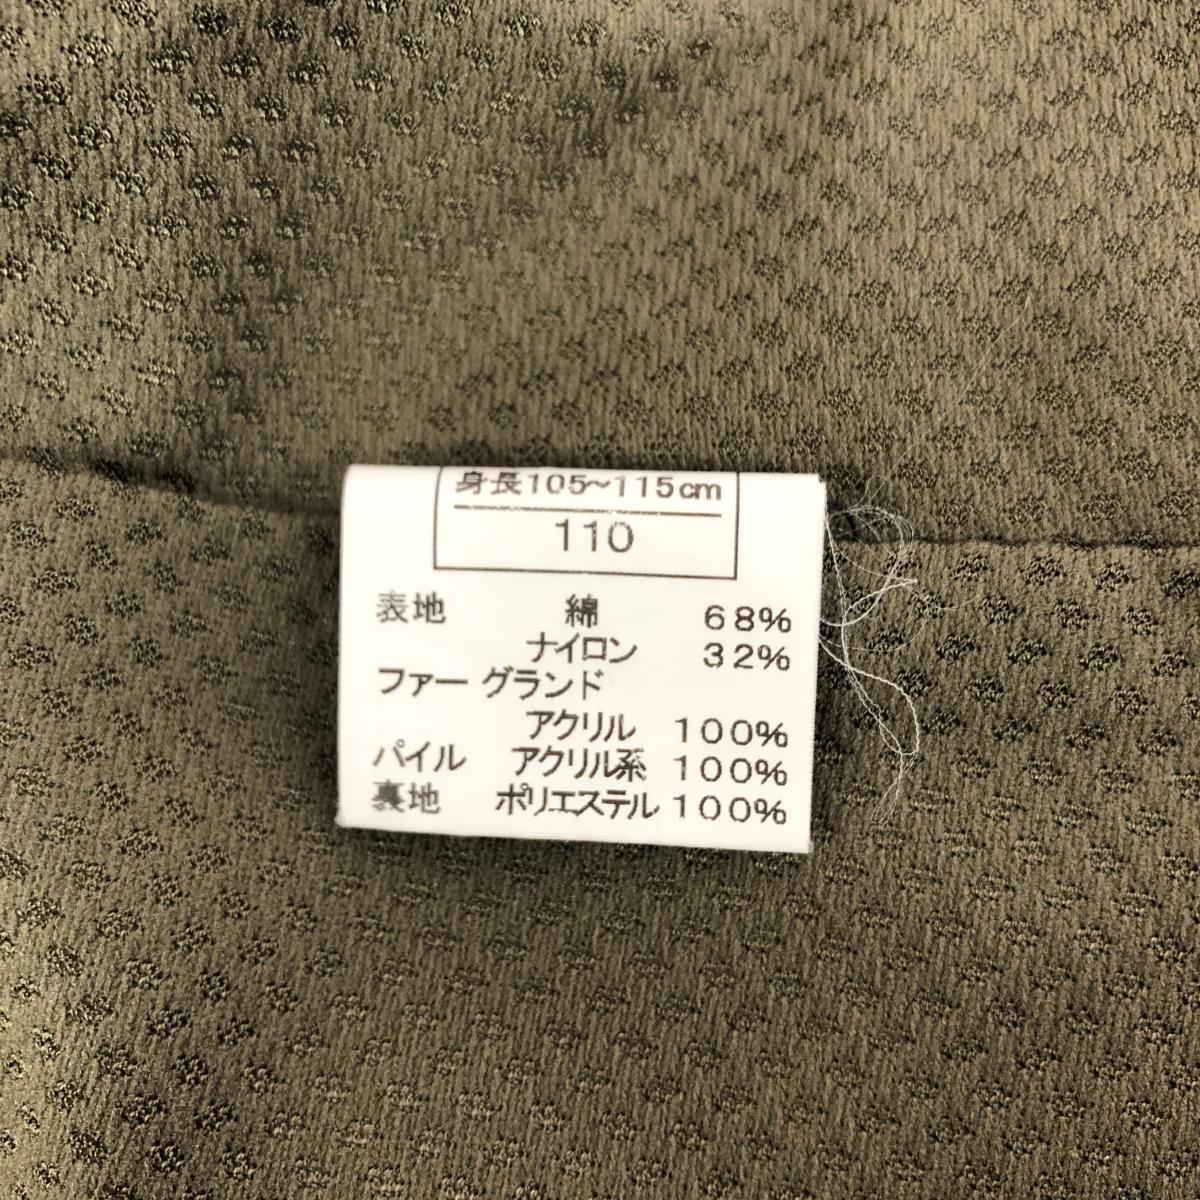 身長105~115cm
110
表地 綿 68%
ナイロン 32%
ファー グランド
アクリル 100%
パイル アクリル系 100%
裏地 ポリエステル 100%